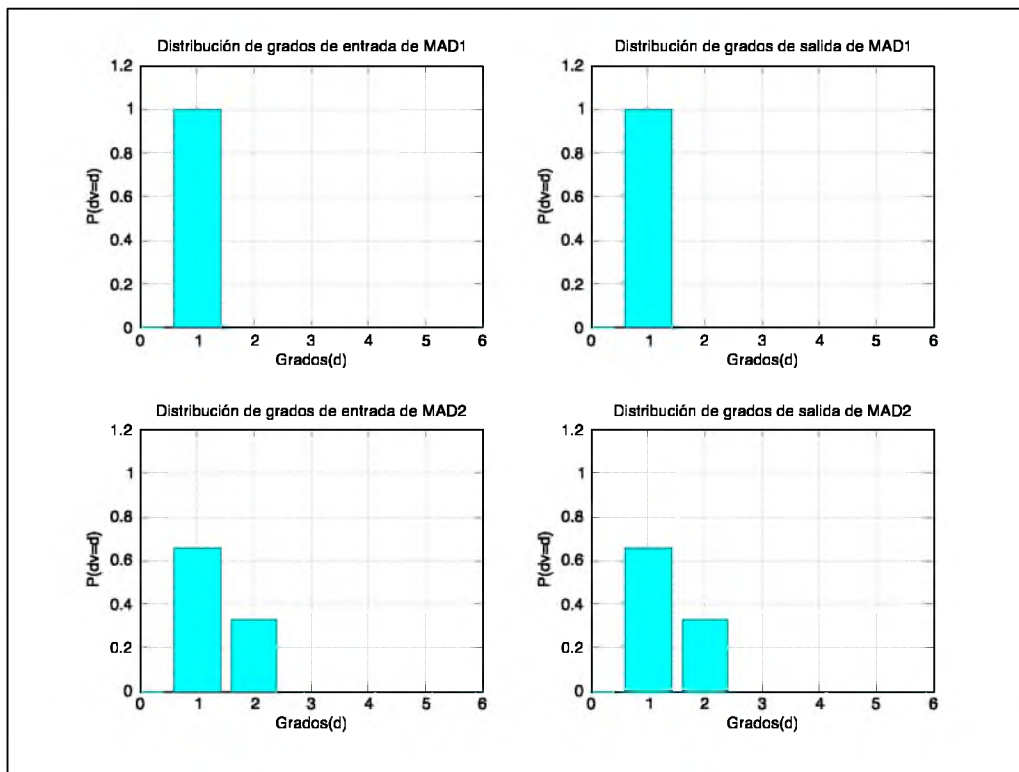 Distribución de grados de entrada de MAD1
1.2
1
0.8
0.6
0.4
0.2
0
P(dv=d)
0 1 2 3 4 5 6
Grados(d)
Distribución de grados de salida de MAD1
1.2
1
0.8
0.6
0.4
0.2
0
P(dv=d)
0 1 2 3 4 5 6
Grados(d)
Distribución de grados de entrada de MAD2
1.2
1
0.8
0.6
0.4
0.2
0
P(dv=d)
0 1 2 3 4 5 6
Grados(d)
Distribución de grados de salida de MAD2
1.2
1
0.8
0.6
0.4
0.2
0
P(dv=d)
0 1 2 3 4 5 6
Grados(d)